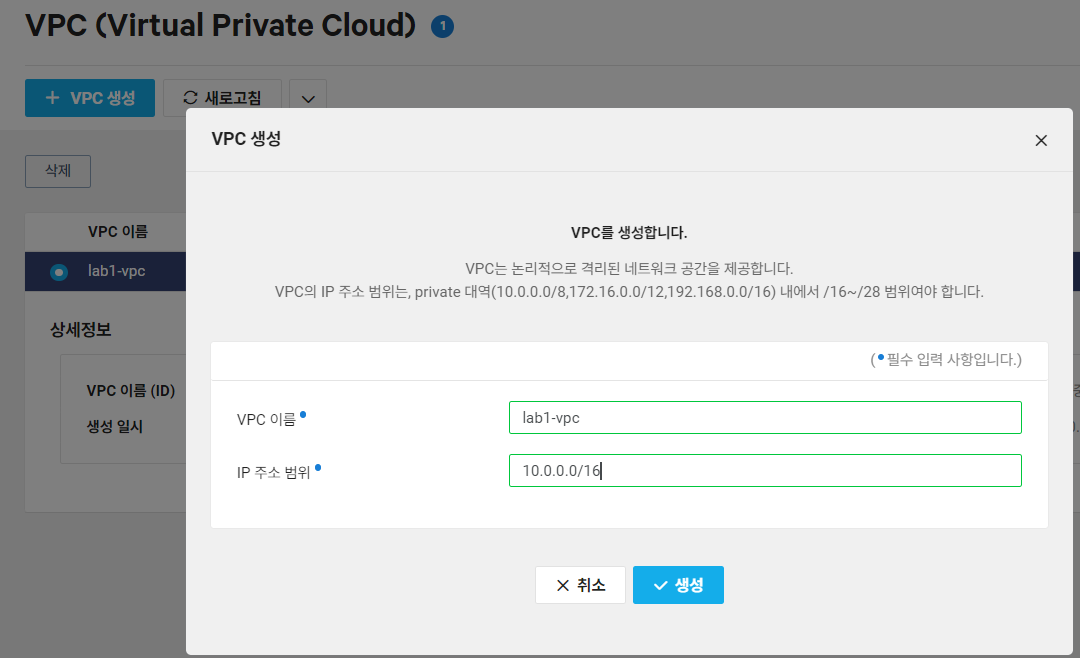 VPC (Virtual Private Cloud) 1
+ VPC 생성
새로고침
VPC 생성
삭제
VPC를 생성합니다.
VPC 이름
VPC는 논리적으로 격리된 네트워크 공간을 제공합니다.
lab1-vpc
VPC의 IP 주소 범위는, private 대역(10.0.0.0/8,172.16.0.0/12,192.168.0.0/16) 내에서 /16~/28 범위여야 합니다.
상세정보
(• 필수 입력 사항입니다.)
VPC 이름 (ID)
생성 일시
VPC 이름 •
lab1-vpc
IP 주소 범위 •
10.0.0.0/16
취소
생성